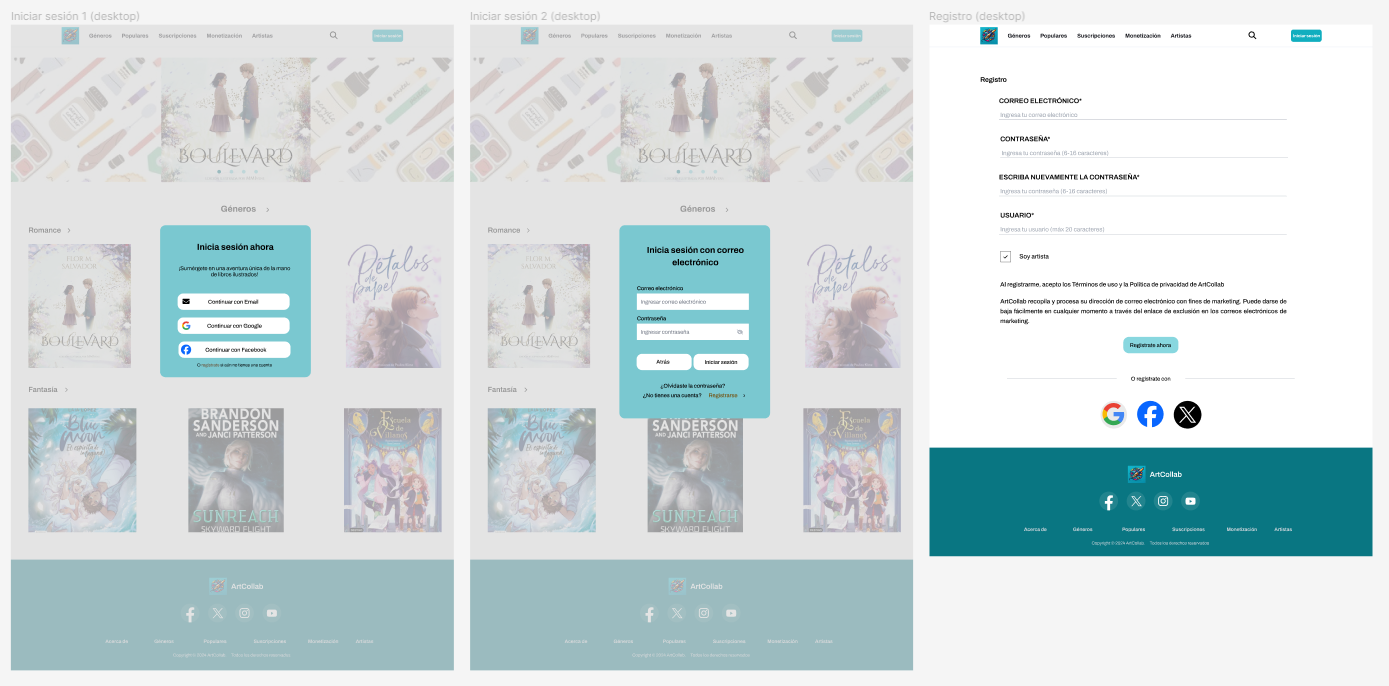 Iniciar sesión 1 (desktop)
Géneros Populares Suscripciones Monetización Artistas
Iniciar sesión
BOULEVARD
Géneros >
Romance >
FLOR M. SALVADOR
BOULEVARD
Pétalos de papel
Inicia sesión ahora
¡Sumérgete en una aventura única de la mano
de libros ilustrados!
Continuar con Email
Continuar con Google
Continuar con Facebook
O regístrate si aún no tienes una cuenta
Fantasía >
Blue Moon
BRANDON
SANDERSON
AND JANCI PATTERSON
SUNREACH
SKYWARD FLIGHT
Escuela de Villanos
ArtCollab
Acerca de Géneros Populares Suscripciones Monetización Artistas
Copyright © 2024 ArtCollab. Todos los derechos reservados
Iniciar sesión 2 (desktop)
Géneros Populares Suscripciones Monetización Artistas
Iniciar sesión
BOULEVARD
Géneros >
Romance >
FLOR M. SALVADOR
BOULEVARD
Pétalos de papel
Inicia sesión con correo
electrónico
Correo electrónico
Ingresar correo electrónico
Contraseña
Ingresar contraseña
Atrás Iniciar sesión
¿Olvidaste la contraseña?
¿No tienes una cuenta? Registrarse >
Fantasía >
Blue Moon
SANDERSON
AND JANCI PATTERSON
SUNREACH
SKYWARD FLIGHT
Escuela de Villanos
ArtCollab
Acerca de Géneros Populares Suscripciones Monetización Artistas
Copyright © 2024 ArtCollab. Todos los derechos reservados
Registro (desktop)
Géneros Populares Suscripciones Monetización Artistas
Iniciar sesión
Registro
CORREO ELECTRÓNICO*
Ingresa tu correo electrónico
CONTRASEÑA*
Ingresa tu contraseña (6-16 caracteres)
ESCRIBA NUEVAMENTE LA CONTRASEÑA*
Ingresa tu contraseña (6-16 caracteres)
USUARIO*
Ingresa tu usuario (máx 20 caracteres)
Soy artista
Al registrarme, acepto los Términos de uso y la Política de privacidad de ArtCollab
ArtCollab recopila y procesa su dirección de correo electrónico con fines de marketing. Puede darse de
baja fácilmente en cualquier momento a través del enlace de exclusión en los correos electrónicos de
marketing.
Regístrate ahora
O regístrate con
ArtCollab
Acerca de Géneros Populares Suscripciones Monetización Artistas
Copyright © 2024 ArtCollab. Todos los derechos reservados